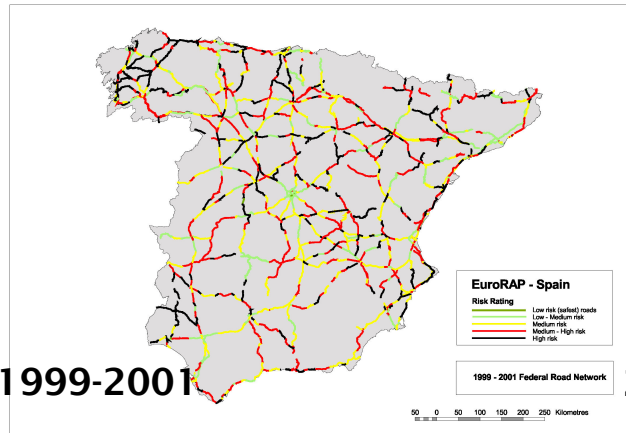 EuroRAP - Spain
Risk Rating
Low risk (safest) roads
Low - Medium risk
Medium risk
Medium - High risk
High risk
1999-2001
1999 - 2001 Federal Road Network
50 0 50 100 150 200 250 Kilometres